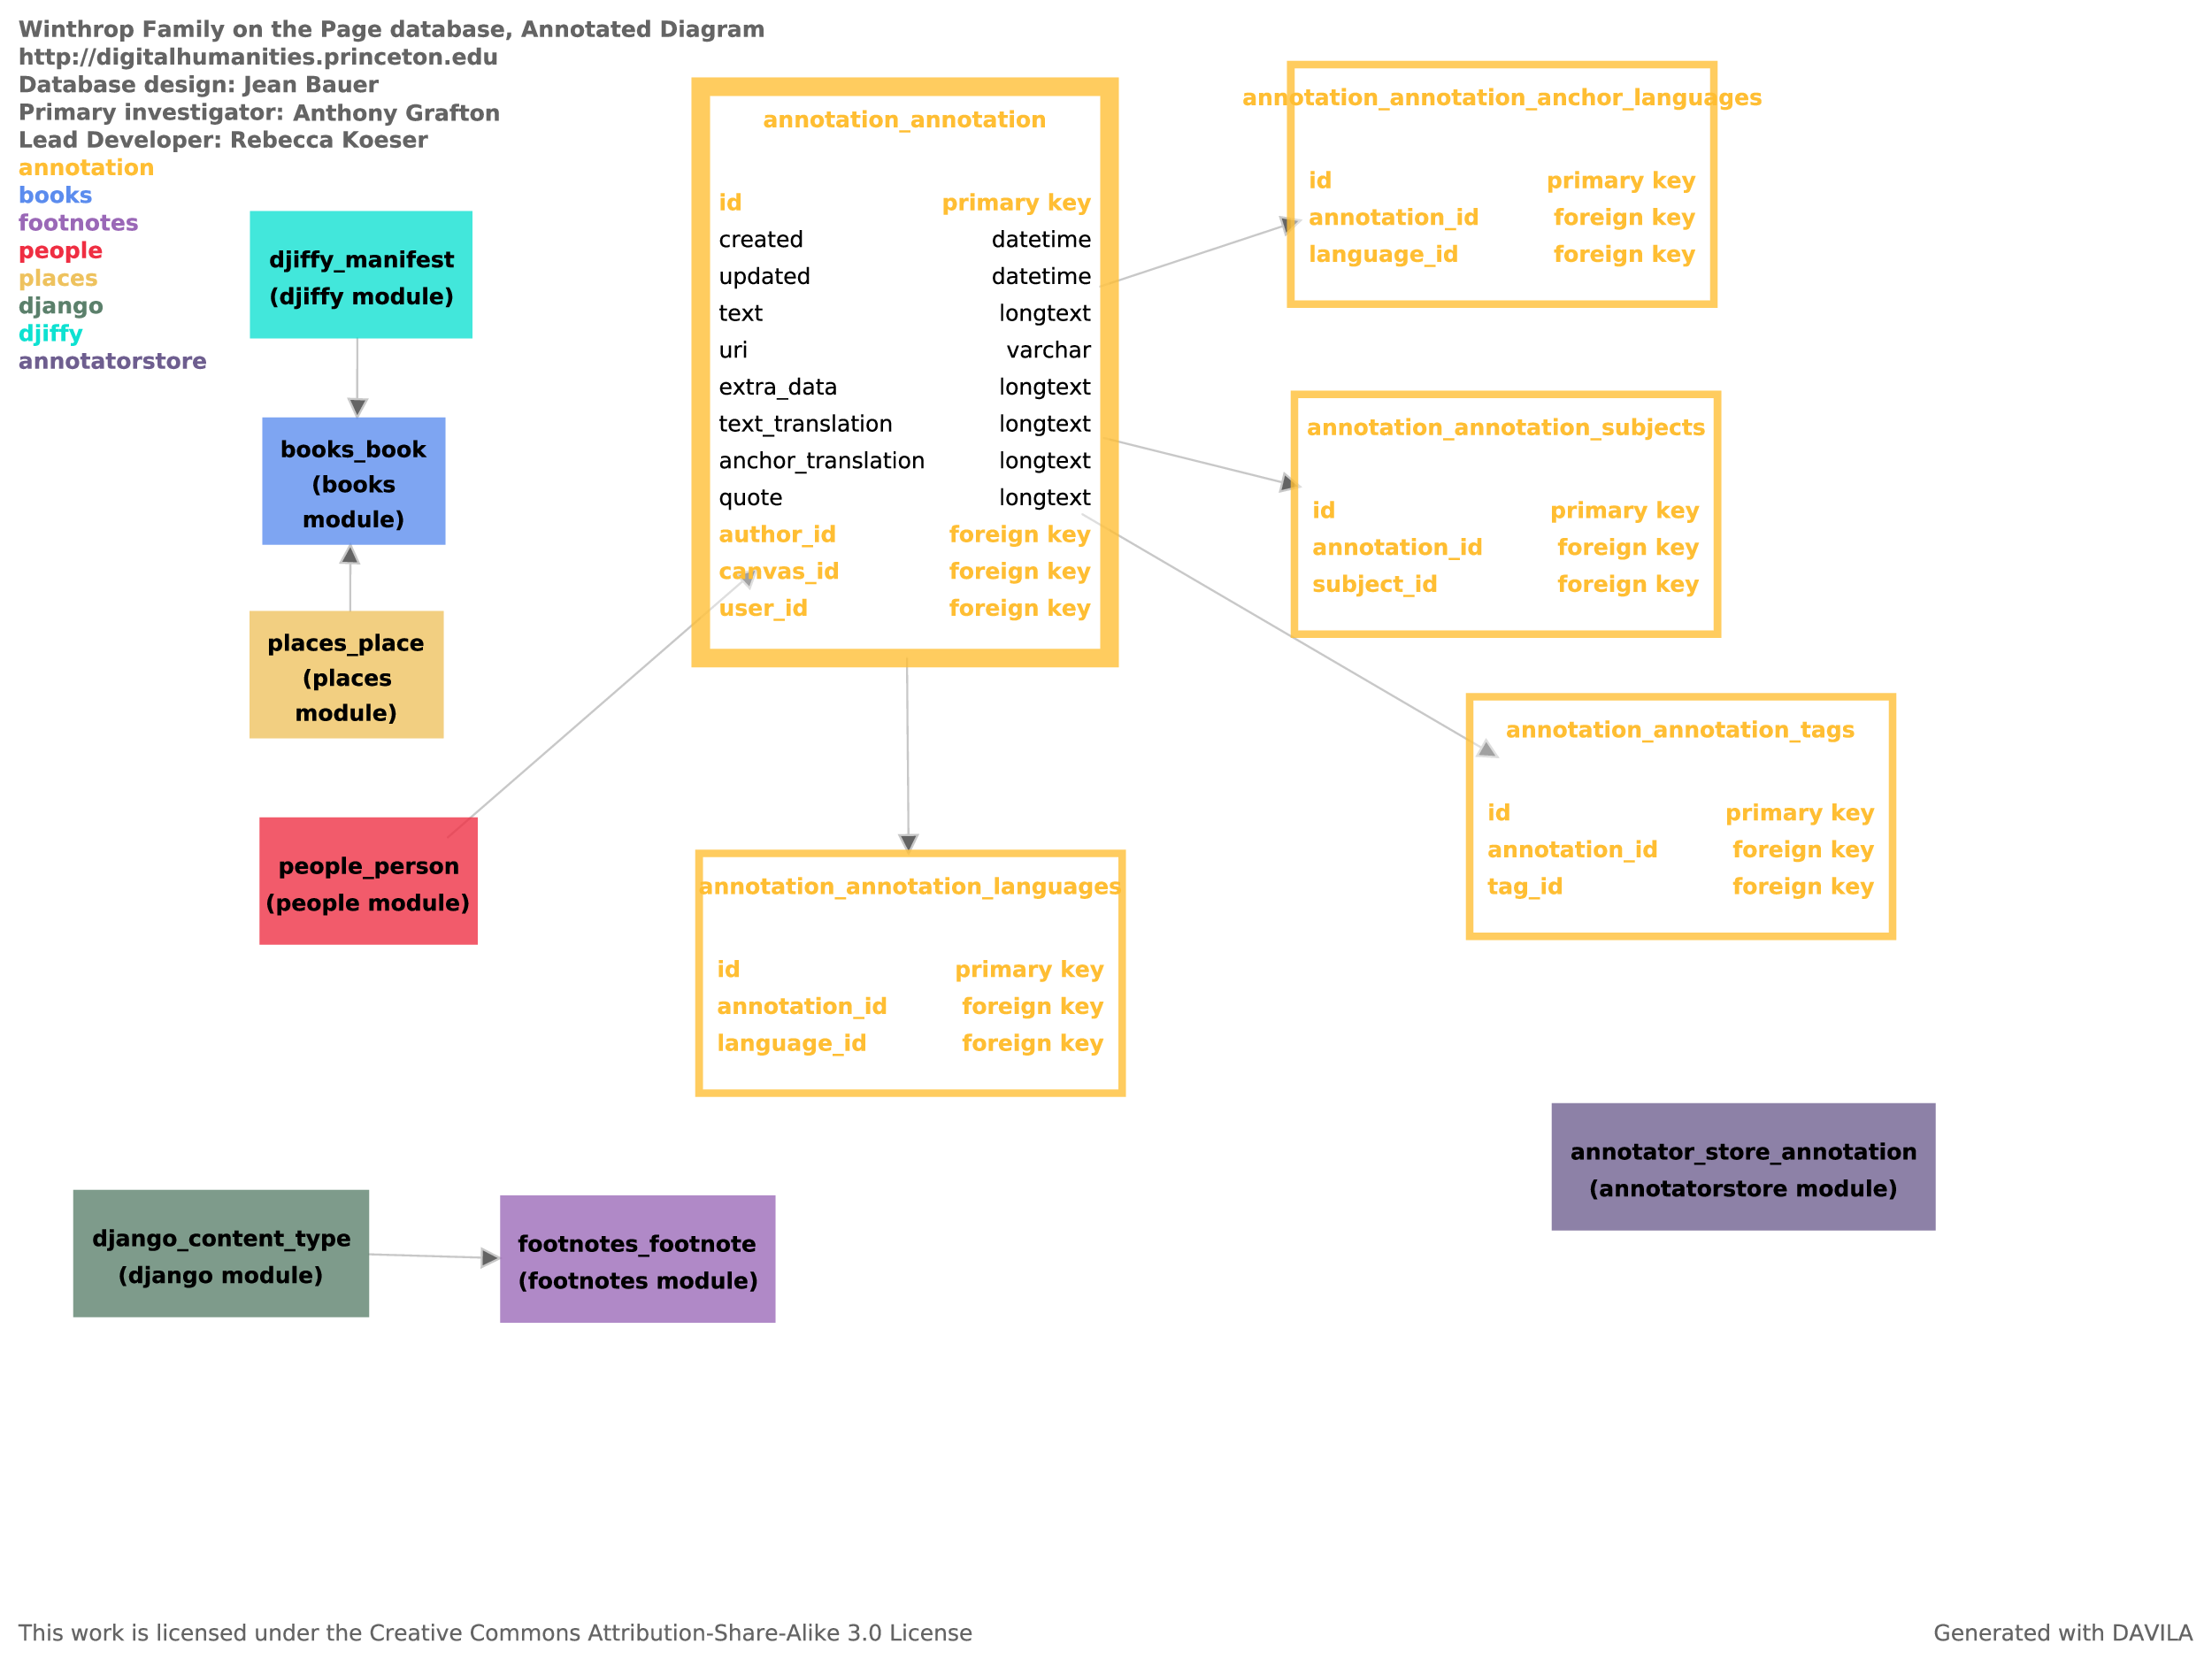 Winthrop Family on the Page database, Annotated Diagram
http://digitalhumanities.princeton.edu
Database design: Jean Bauer
Primary investigator: Anthony Grafton
Lead Developer: Rebecca Koeser
annotation
books
footnotes
people
places
django
djiffy
annotatorstore
djiffy_manifest
(djiffy module)
books_book
(books
module)
places_place
(places
module)
people_person
(people module)
annotation_annotation
id primary key
created datetime
updated datetime
text longtext
uri varchar
extra_data longtext
text_translation longtext
anchor_translation longtext
quote longtext
author_id foreign key
canvas_id foreign key
user_id foreign key
annotation_annotation_anchor_languages
id primary key
annotation_id foreign key
language_id foreign key
annotation_annotation_subjects
id primary key
annotation_id foreign key
subject_id foreign key
annotation_annotation_tags
id primary key
annotation_id foreign key
tag_id foreign key
annotation_annotation_languages
id primary key
annotation_id foreign key
language_id foreign key
annotator_store_annotation
(annotatorstore module)
django_content_type
(django module)
footnotes_footnote
(footnotes module)
This work is licensed under the Creative Commons Attribution-Share-Alike 3.0 License
Generated with DAVILA